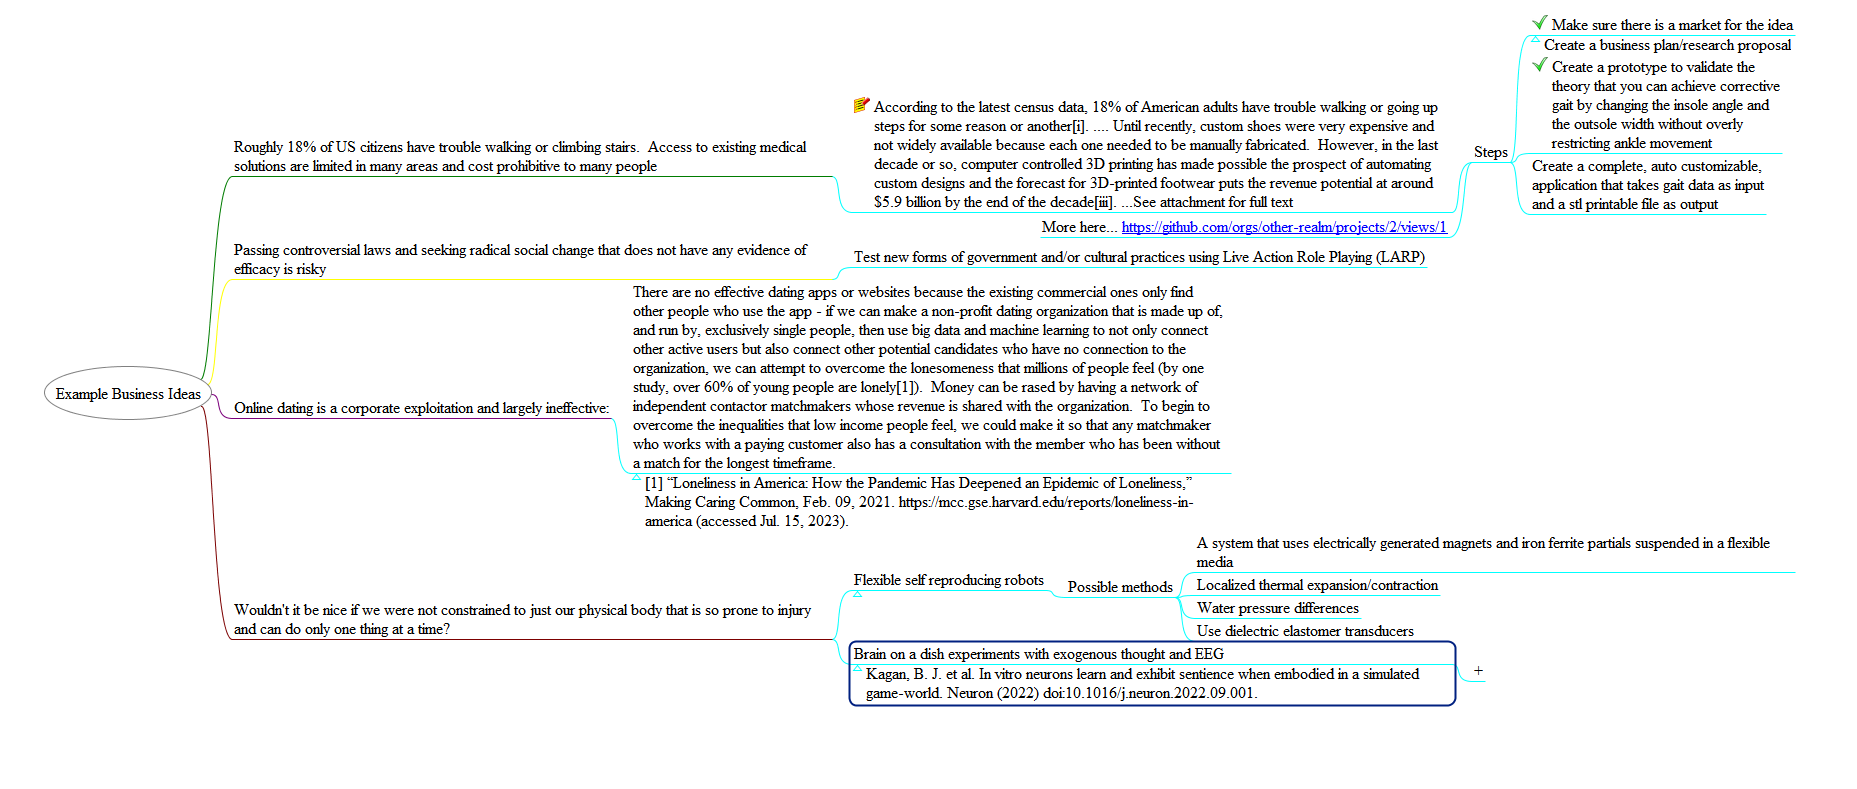 Example Business Ideas
Roughly 18% of US citizens have trouble walking or climbing stairs.  Access to existing medical
solutions are limited in many areas and cost prohibitive to many people
According to the latest census data, 18% of American adults have trouble walking or going up
steps for some reason or another[i]. .... Until recently, custom shoes were very expensive and
not widely available because each one needed to be manually fabricated.  However, in the last
decade or so, computer controlled 3D printing has made possible the prospect of automating
custom designs and the forecast for 3D-printed footwear puts the revenue potential at around
$5.9 billion by the end of the decade[iii]. ...See attachment for full text
More here... https://github.com/orgs/other-realm/projects/2/views/1
Steps
Make sure there is a market for the idea
Create a business plan/research proposal
Create a prototype to validate the
theory that you can achieve corrective
gait by changing the insole angle and
the outsole width without overly
restricting ankle movement
Create a complete, auto customizable,
application that takes gait data as input
and a stl printable file as output
Passing controversial laws and seeking radical social change that does not have any evidence of
efficacy is risky
Test new forms of government and/or cultural practices using Live Action Role Playing (LARP)
Online dating is a corporate exploitation and largely ineffective:
There are no effective dating apps or websites because the existing commercial ones only find
other people who use the app - if we can make a non-profit dating organization that is made up of,
and run by, exclusively single people, then use big data and machine learning to not only connect
other active users but also connect other potential candidates who have no connection to the
organization, we can attempt to overcome the lonesomeness that millions of people feel (by one
study, over 60% of young people are lonely[1]).  Money can be rased by having a network of
independent contactor matchmakers whose revenue is shared with the organization.  To begin to
overcome the inequalities that low income people feel, we could make it so that any matchmaker
who works with a paying customer also has a consultation with the member who has been without
a match for the longest timeframe.
[1] “Loneliness in America: How the Pandemic Has Deepened an Epidemic of Loneliness,”
Making Caring Common, Feb. 09, 2021. https://mcc.gse.harvard.edu/reports/loneliness-in-
america (accessed Jul. 15, 2023).
Wouldn't it be nice if we were not constrained to just our physical body that is so prone to injury
and can do only one thing at a time?
Flexible self reproducing robots
Possible methods
A system that uses electrically generated magnets and iron ferrite partials suspended in a flexible
media
Localized thermal expansion/contraction
Water pressure differences
Use dielectric elastomer transducers
Brain on a dish experiments with exogenous thought and EEG
Kagan, B. J. et al. In vitro neurons learn and exhibit sentience when embodied in a simulated
game-world. Neuron (2022) doi:10.1016/j.neuron.2022.09.001.
+